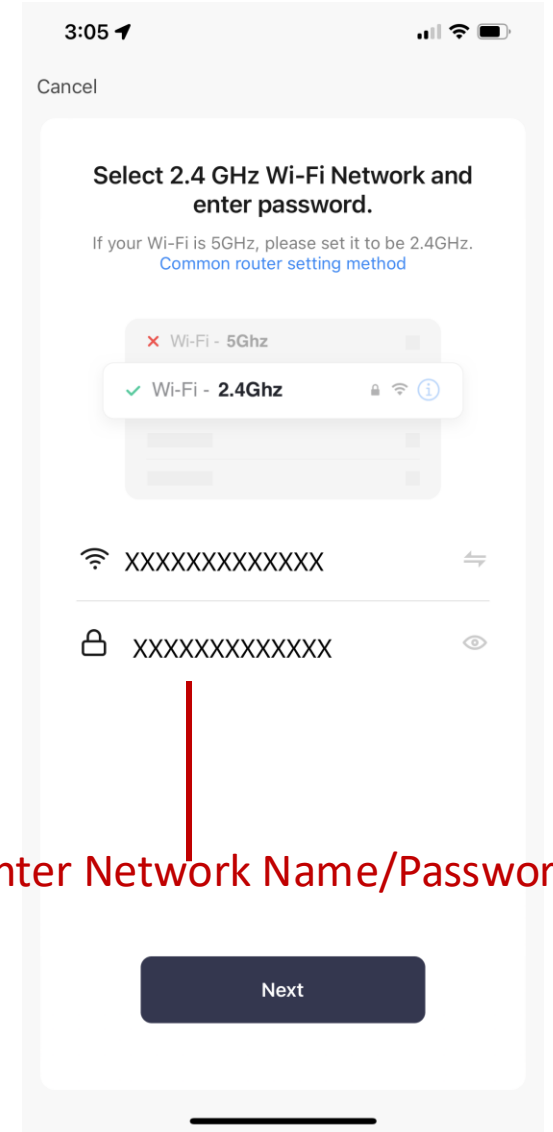 3:05
Cancel
Select 2.4 GHz Wi-Fi Network and
enter password.
If your Wi-Fi is 5GHz, please set it to be 2.4GHz.
Common router setting method
Wi-Fi - 5Ghz
Wi-Fi - 2.4Ghz
XXXXXXXXXXXXX
XXXXXXXXXXXXX
nter Network Name/Passwor
Next